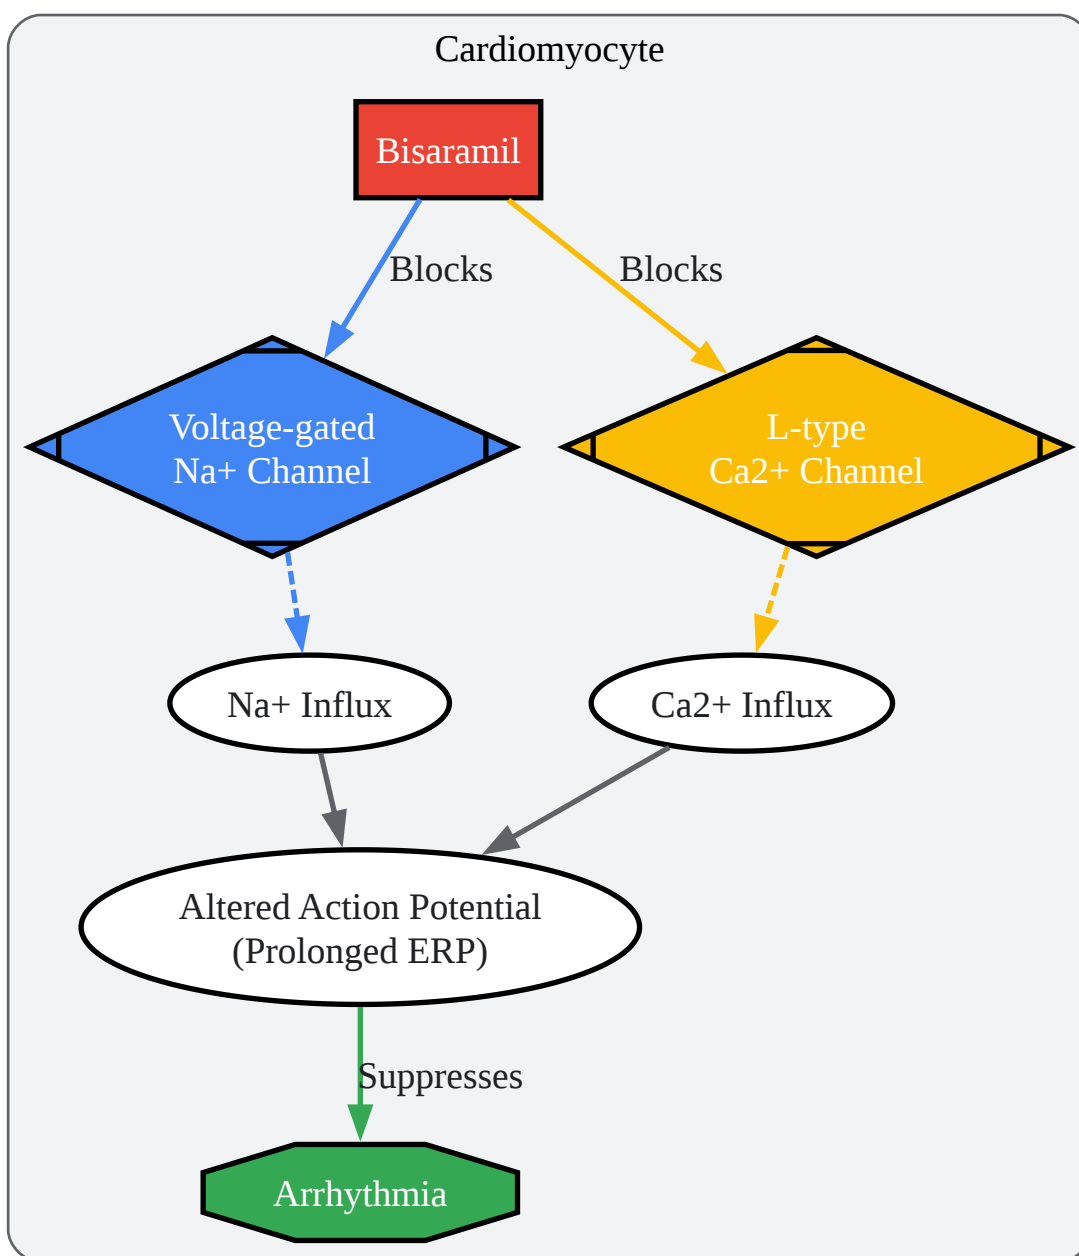 Cardiomyocyte
Bisaramil
Blocks
Blocks
Voltage-gated
Na+ Channel
L-type
Ca2+ Channel
Na+ Influx
Ca2+ Influx
Altered Action Potential
(Prolonged ERP)
Suppresses
Arrhythmia